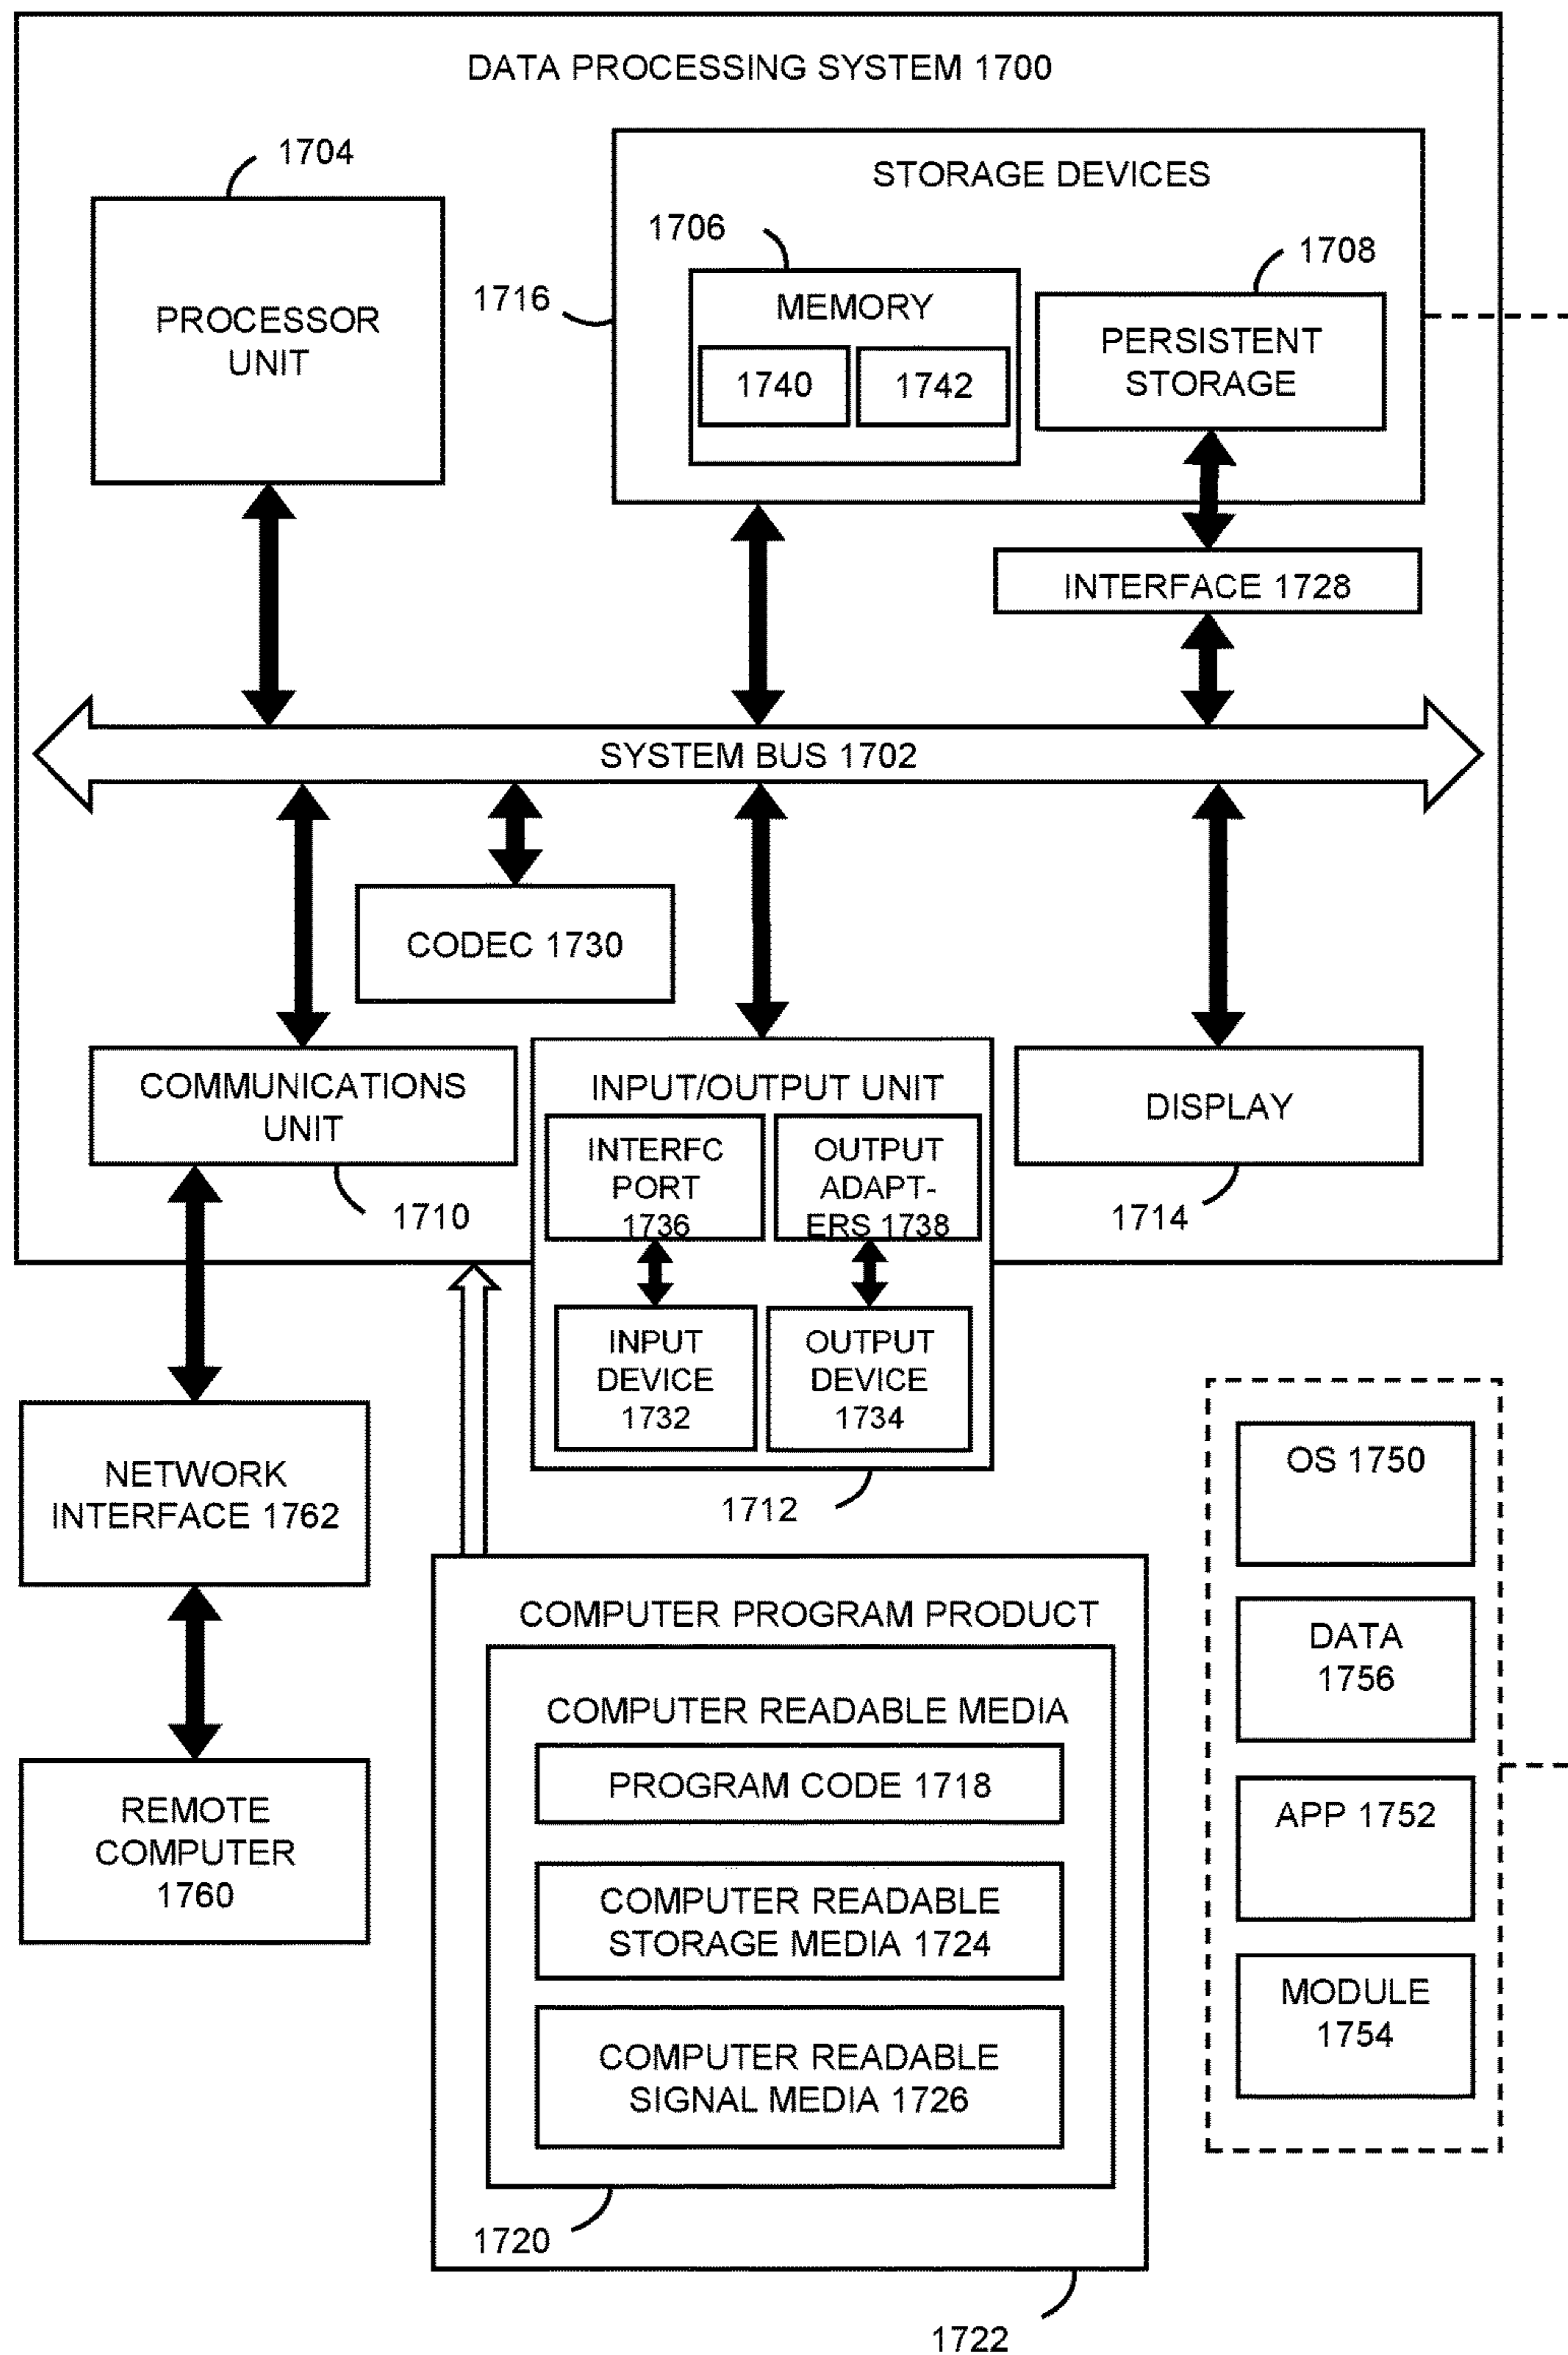 DATA PROCESSING SYSTEM 1700
1704
STORAGE DEVICES
1706
1708
1716
MEMORY
PROCESSOR
UNIT
PERSISTENT
STORAGE
1740
1742
INTERFACE 1728
SYSTEM BUS 1702
CODEC 1730
COMMUNICATIONS
UNIT
1710
INPUT/OUTPUT UNIT
INTERFC
PORT
1736
OUTPUT
ADAPT-
ERS 1738
INPUT
DEVICE
1732
OUTPUT
DEVICE
1734
1712
DISPLAY
1714
NETWORK
INTERFACE 1762
REMOTE
COMPUTER
1760
COMPUTER PROGRAM PRODUCT
COMPUTER READABLE MEDIA
PROGRAM CODE 1718
COMPUTER READABLE
STORAGE MEDIA 1724
COMPUTER READABLE
SIGNAL MEDIA 1726
1720
1722
OS 1750
DATA
1756
APP 1752
MODULE
1754